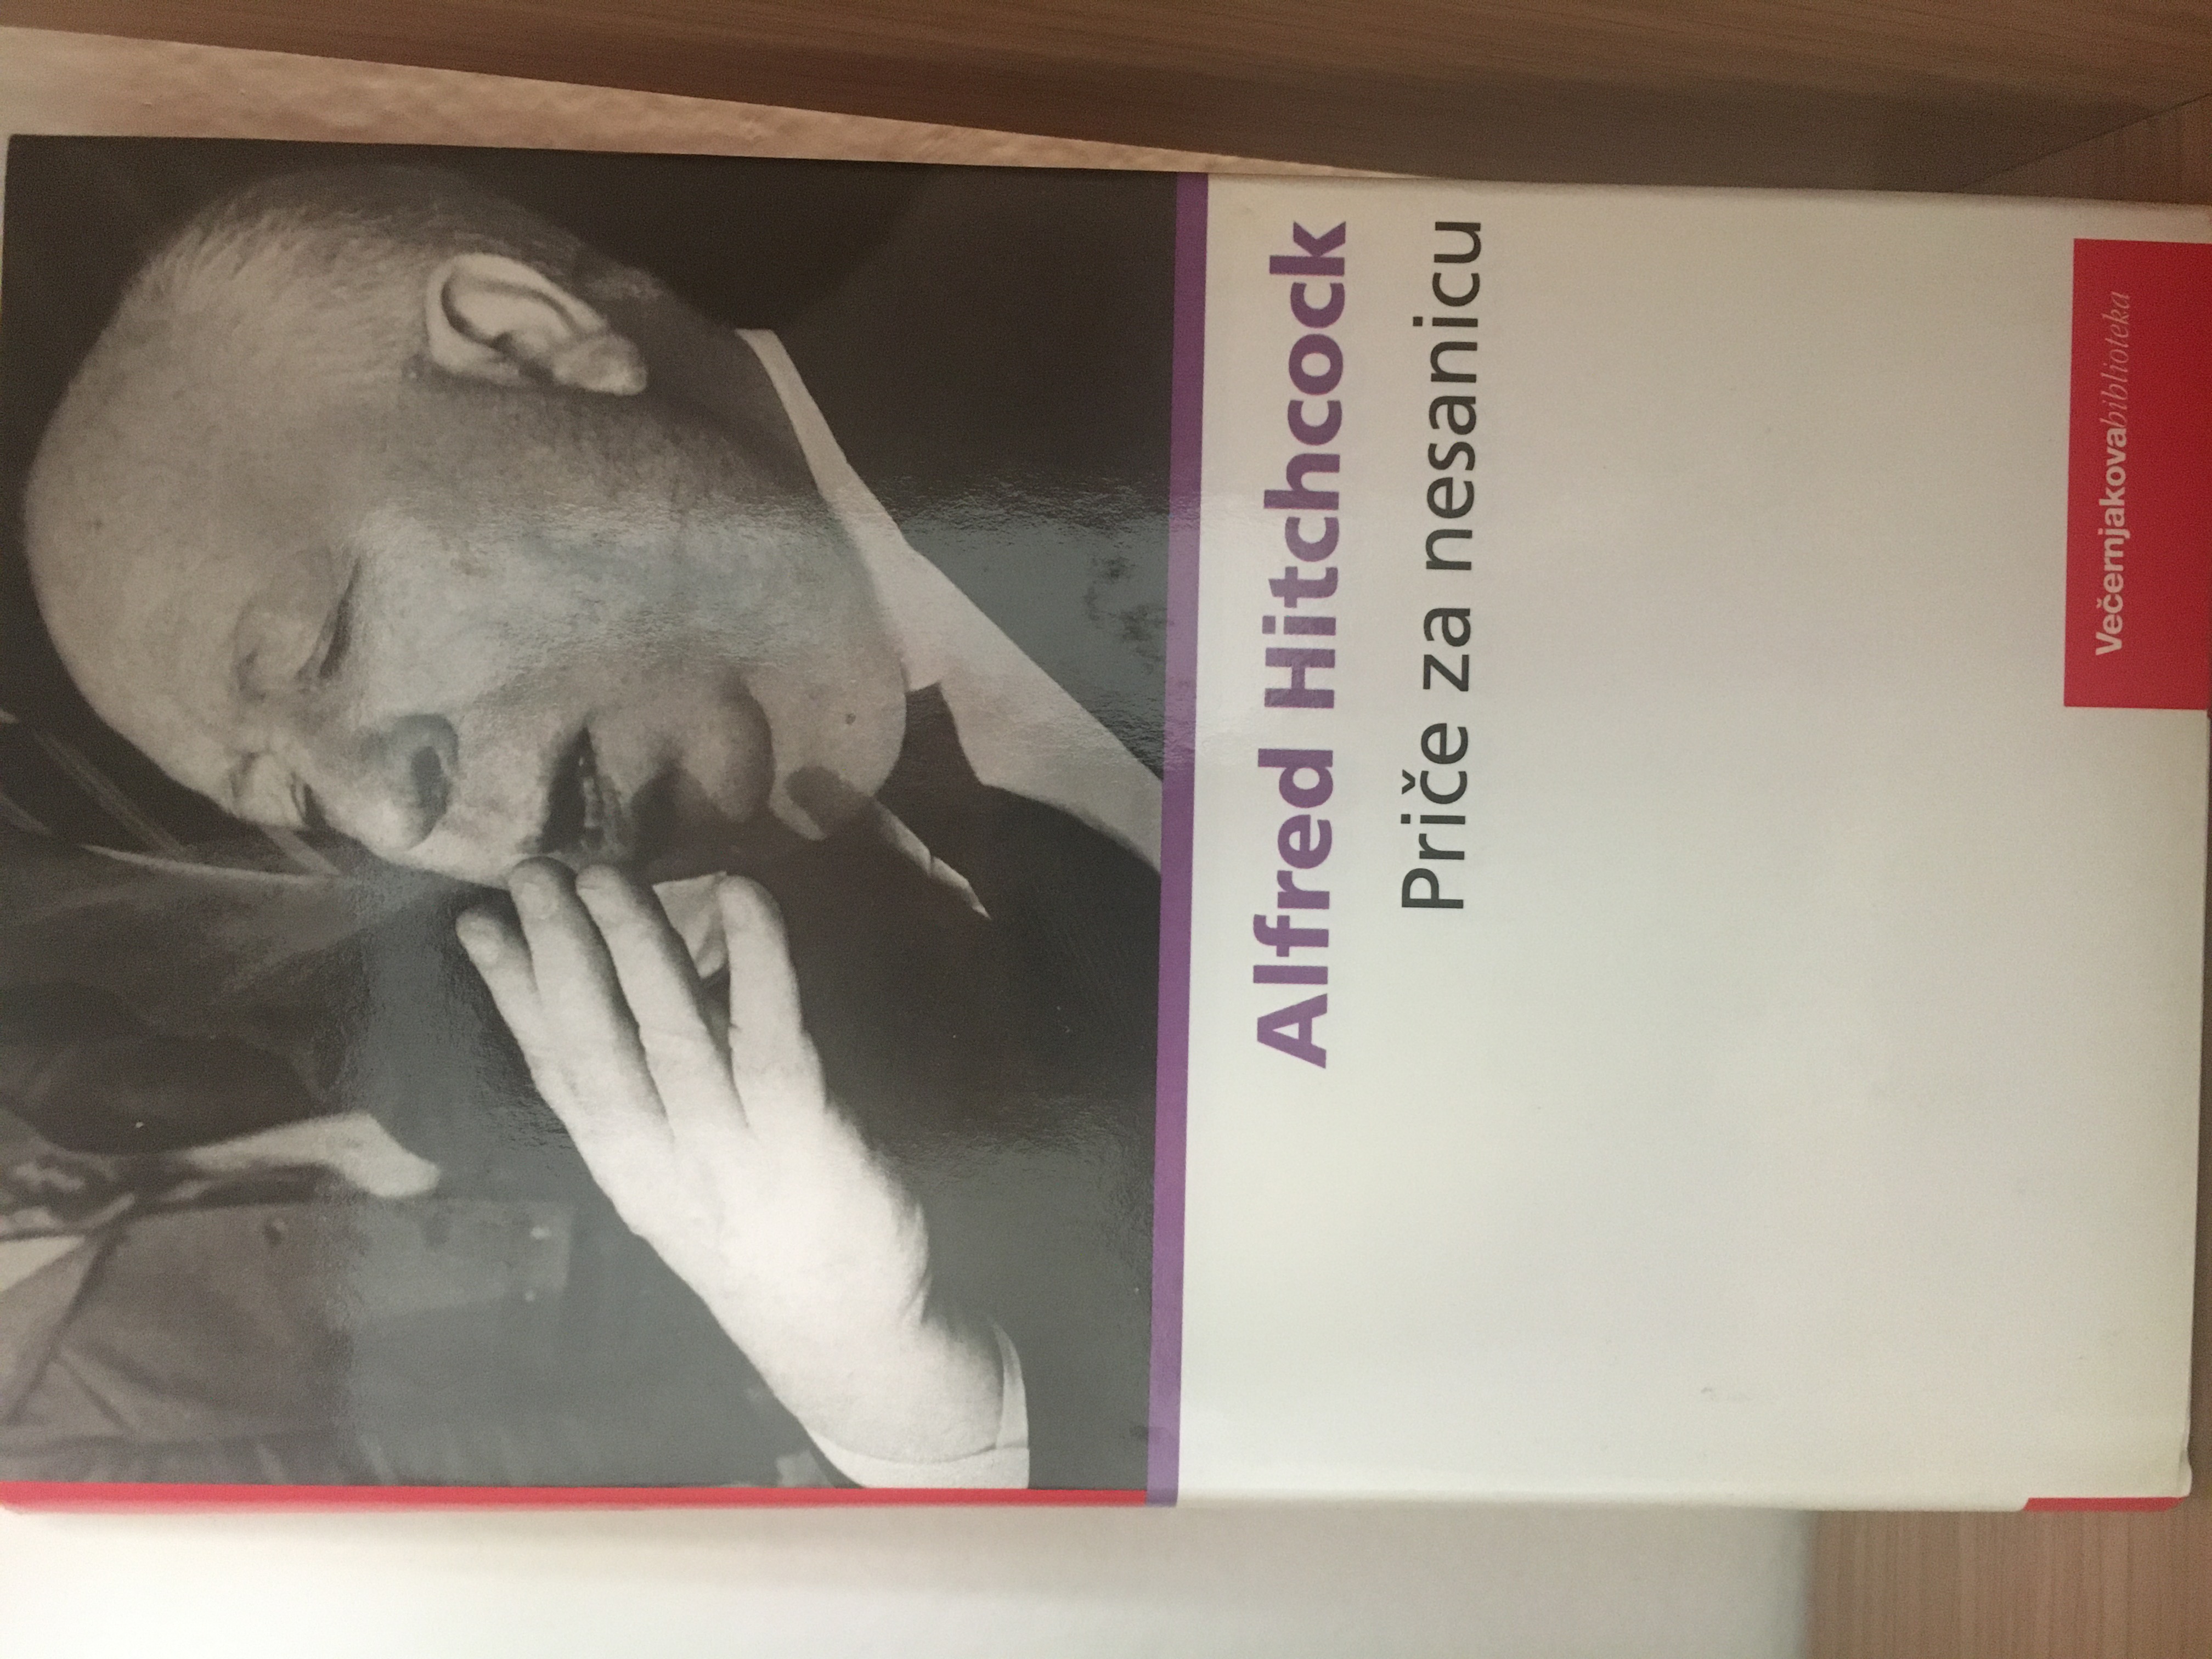 Alfred Hitchcock
Priče za nesanicu
Večernjakovabiblioteka